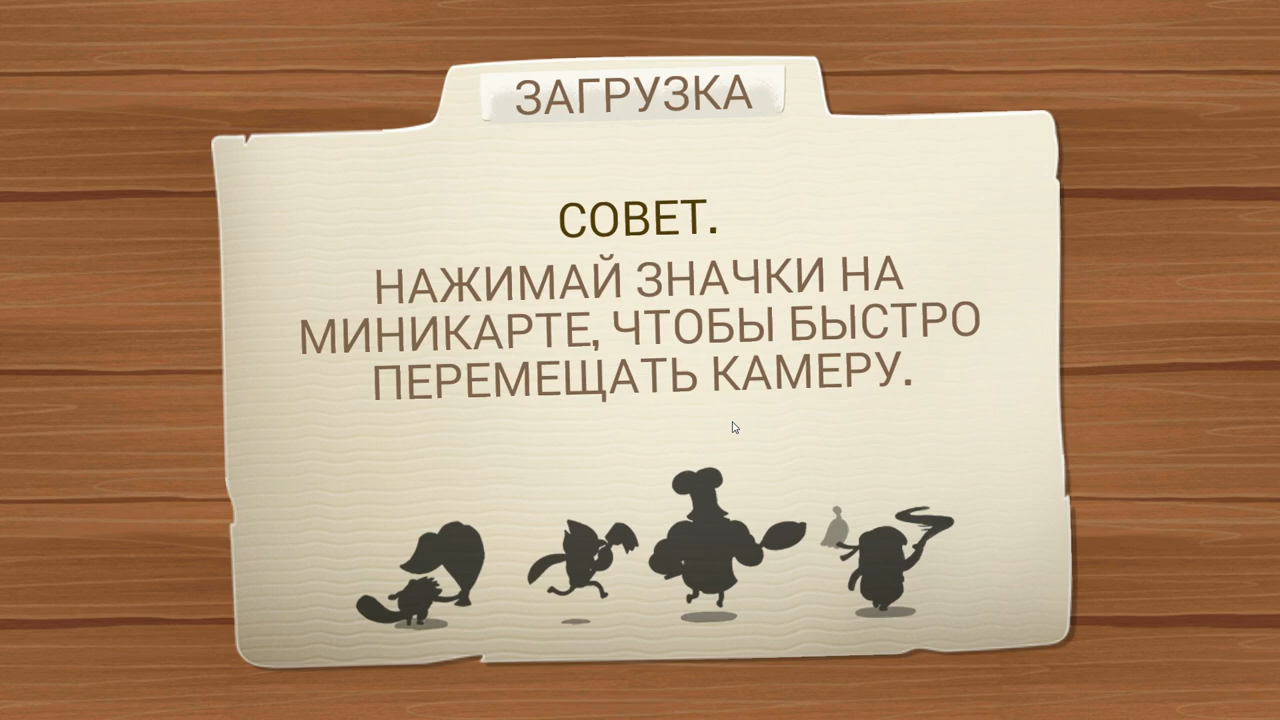 ЗАГРУЗКА
СОВЕТ.
НАЖИМАЙ ЗНАЧКИ НА
МИНИКАРТЕ, ЧТОБЫ БЫСТРО
ПЕРЕМЕЩАТЬ КАМЕРУ.